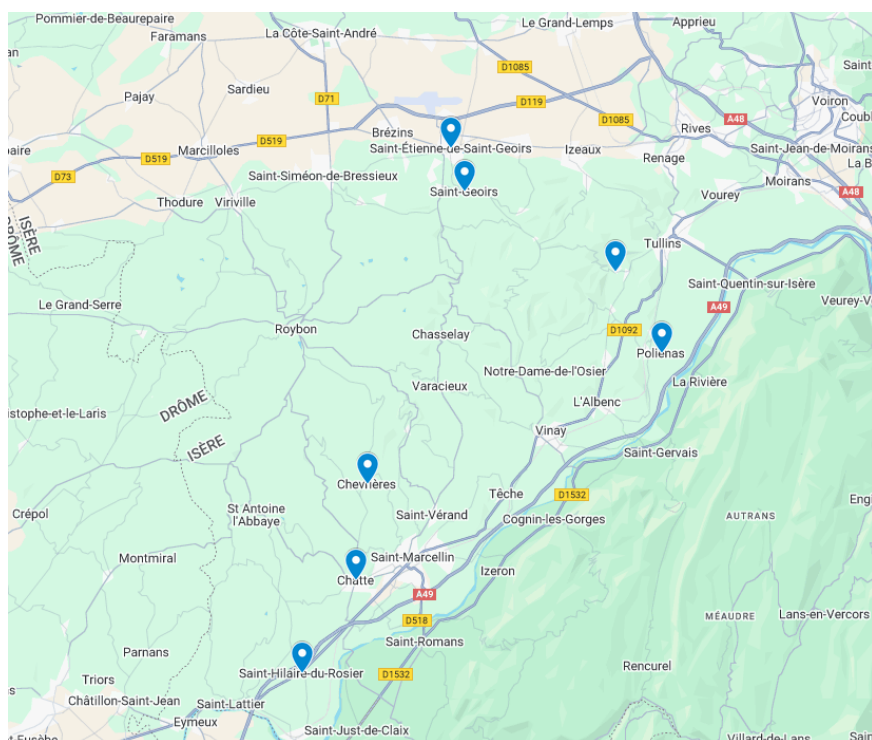 Pommier-de-Beaurepaire
Le Grand-Lemps
Apprieu
Faramans
La Côte-Saint-André
Saint
D1085
Voiron
Sardieu
D71
Pajay
D119
D1085
Coubl
Brézins
A48
Rives
D519
paire
D519
Marcilloles
Saint-Étienne-de-Saint-Geoirs
Izeaux
Saint-Jean-de-Moirans
Renage
La B
D73
Saint-Siméon-de-Bressieux
Moirans
Saint-Geoirs
A48
Vourey
Thodure
Viriville
ISÈRE
DRÔME
Tullins
Saint-Quentin-sur-Isère
Le Grand-Serre
A49
Veurey-V
Roybon
D1092
Chasselay
Poliénas
Notre-Dame-de-l'Osier
La Rivière
Varacieux
L'Albenc
DRÔME
istophe-et-le-Laris
Vinay
ISÈRE
Saint-Gervais
Chevrières
Têche
D1532
Eng
St Antoine
l'Abbaye
Crépol
Saint-Vérand
Cognin-les-Gorges
AUTRANS
Montmiral
Saint-Marcellin
Izeron
Chatte
A49
MÉAUDRE
Lans-en-Vercors
D518
Saint-Romans
Parnans
Rencurel
Saint-Hilaire-du-Rosier
D1532
Triors
Châtillon-Saint-Jean
Saint-Lattier
es
Eymeux
Saint-Just-de-Claix
Villard-de-Lans
Sain
-Eusèbe